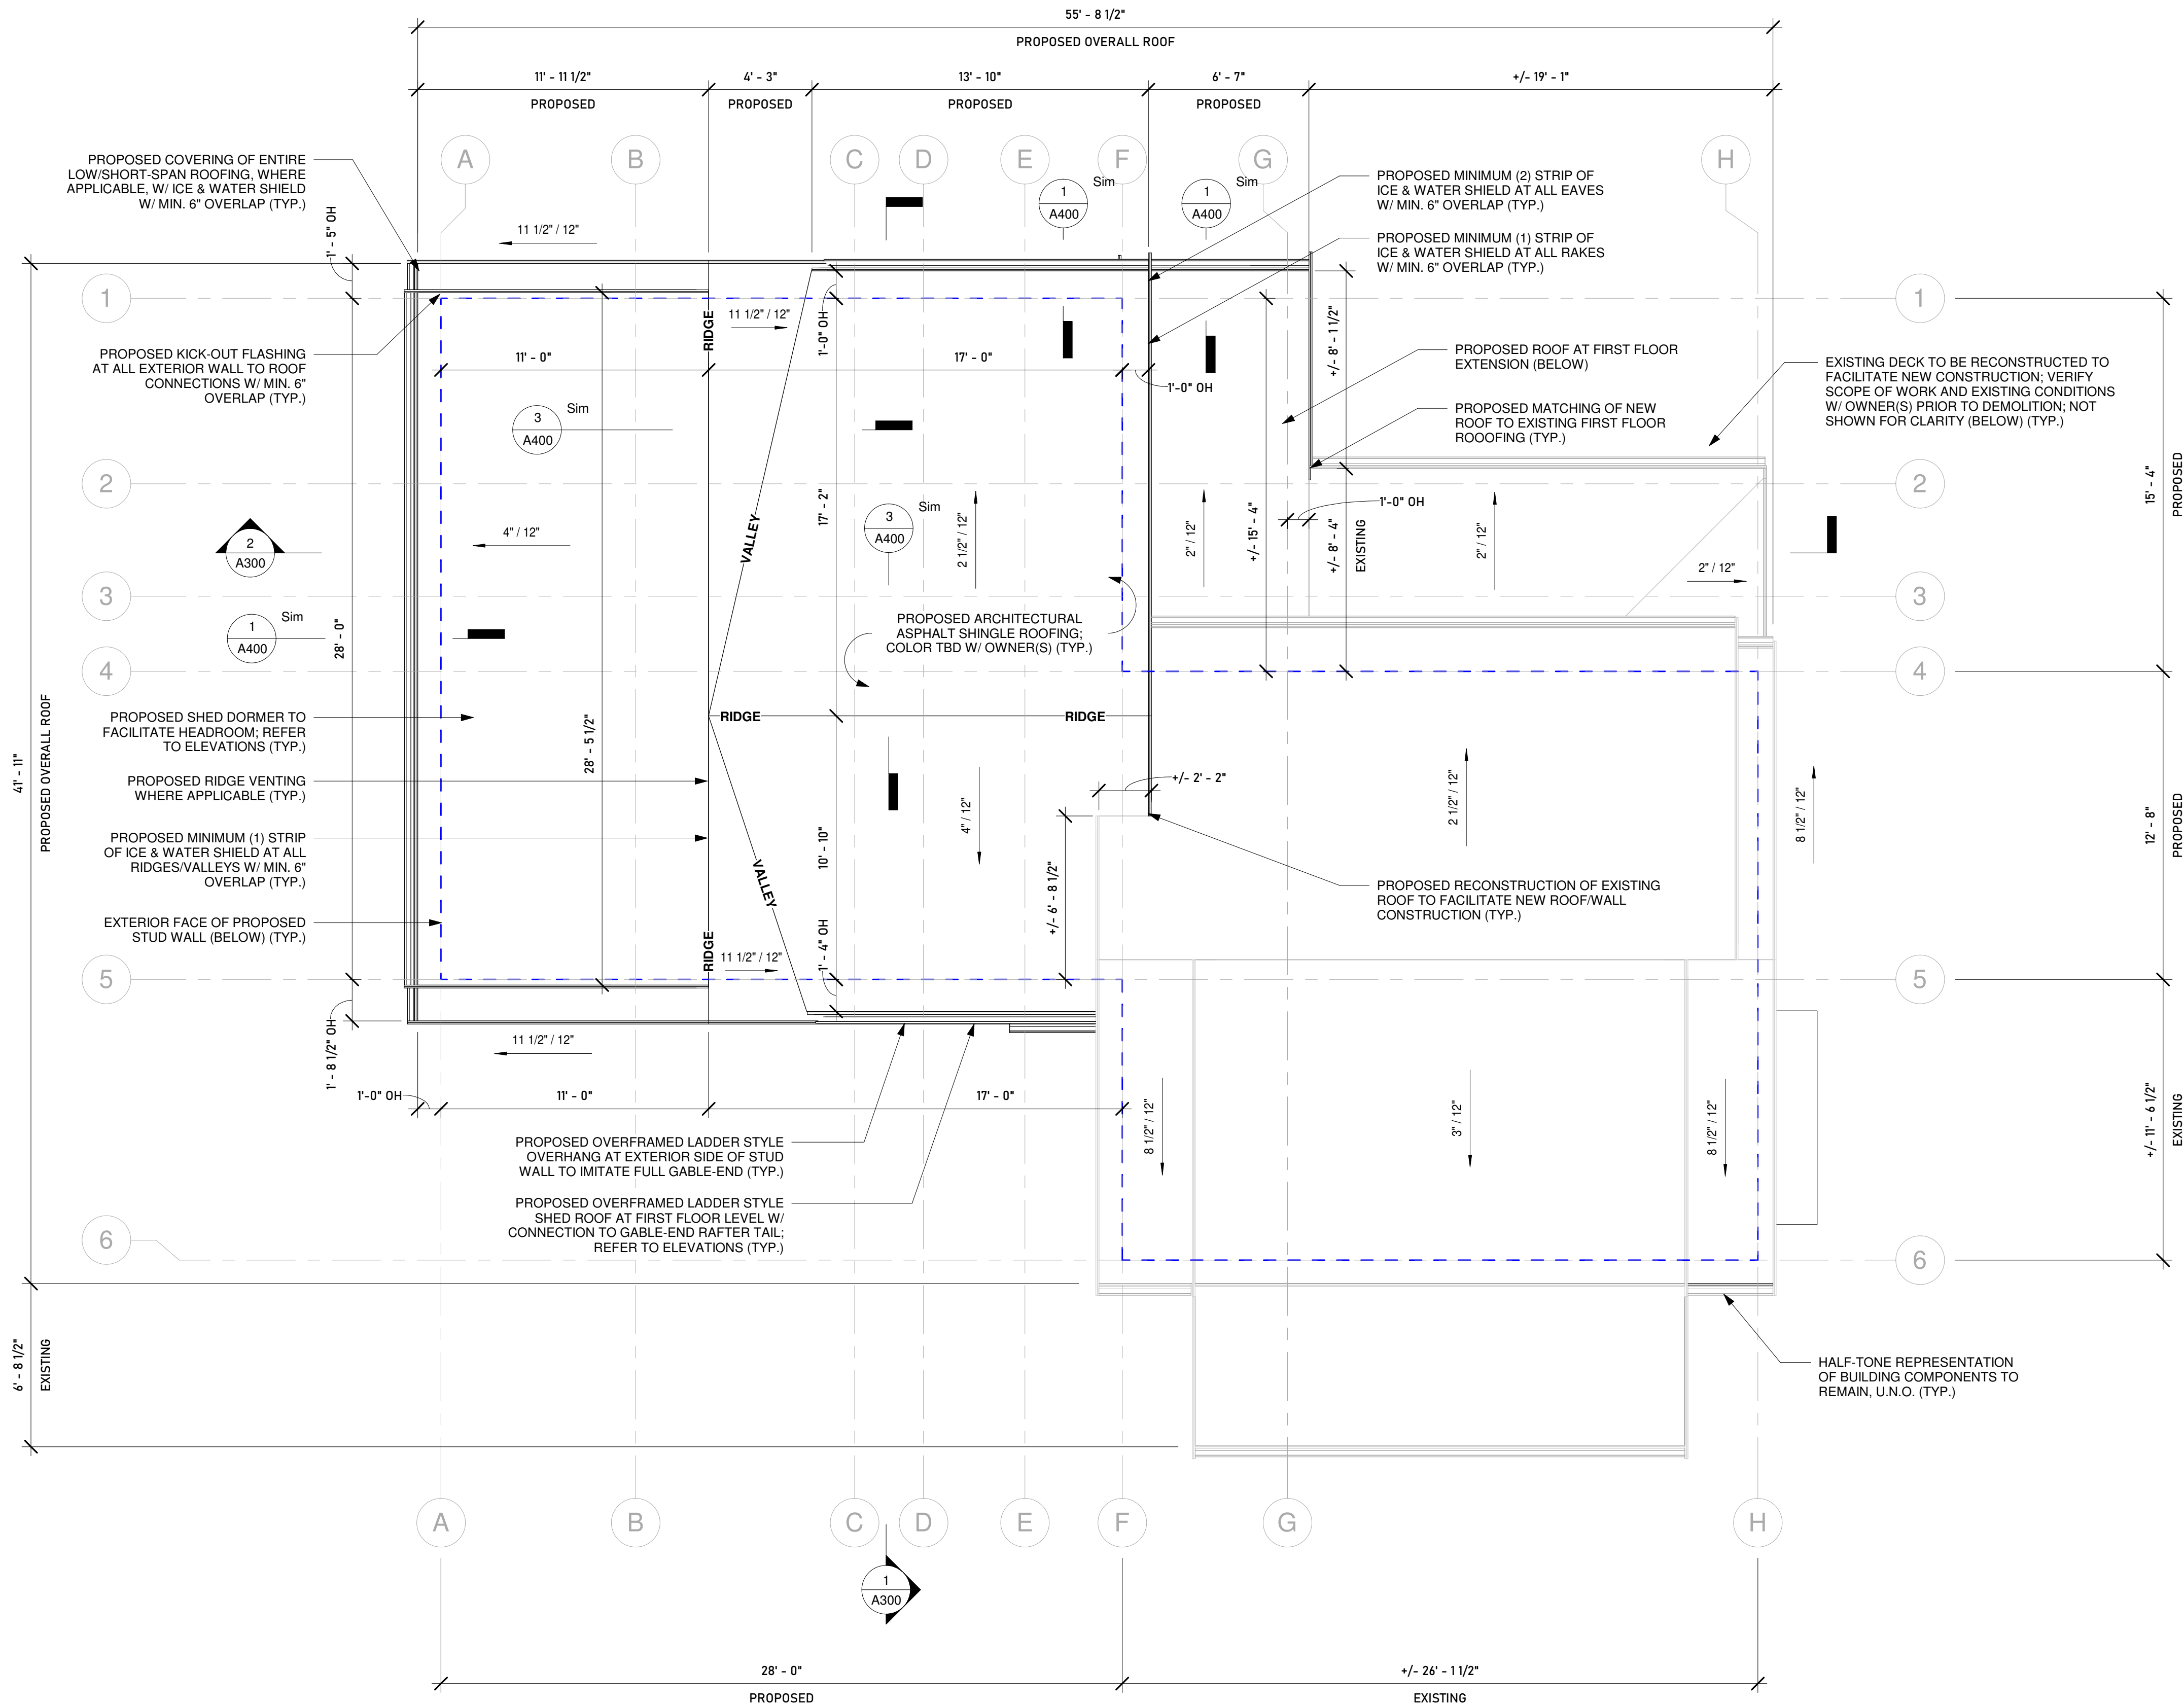 55' - 8 1/2"
PROPOSED OVERALL ROOF
11' - 11 1/2"
PROPOSED
4' - 3"
PROPOSED
13' - 10"
PROPOSED
6' - 7"
PROPOSED
+/- 19' - 1"
A
B
C
D
E
F
G
H
PROPOSED COVERING OF ENTIRE
LOW/SHORT-SPAN ROOFING, WHERE
APPLICABLE, W/ ICE & WATER SHIELD
W/ MIN. 6" OVERLAP (TYP.)
1' - 5" OH
11 1/2" / 12"
1
A400
Sim
1
A400
Sim
PROPOSED MINIMUM (2) STRIP OF
ICE & WATER SHIELD AT ALL EAVES
W/ MIN. 6" OVERLAP (TYP.)
PROPOSED MINIMUM (1) STRIP OF
ICE & WATER SHIELD AT ALL RAKES
W/ MIN. 6" OVERLAP (TYP.)
1
1
PROPOSED KICK-OUT FLASHING
AT ALL EXTERIOR WALL TO ROOF
CONNECTIONS W/ MIN. 6"
OVERLAP (TYP.)
RIDGE
11 1/2" / 12"
1'-0" OH
11' - 0"
17' - 0"
1'-0" OH
+/- 8' - 1 1/2"
PROPOSED ROOF AT FIRST FLOOR
EXTENSION (BELOW)
PROPOSED MATCHING OF NEW
ROOF TO EXISTING FIRST FLOOR
ROOOFING (TYP.)
EXISTING DECK TO BE RECONSTRUCTED TO
FACILITATE NEW CONSTRUCTION; VERIFY
SCOPE OF WORK AND EXISTING CONDITIONS
W/ OWNER(S) PRIOR TO DEMOLITION; NOT
SHOWN FOR CLARITY (BELOW) (TYP.)
3
A400
Sim
2
2
15' - 4"
PROPOSED
17' - 2"
VALLEY
3
A400
Sim
2 1/2" / 12"
2" / 12"
+/- 15' - 4"
+/- 8' - 4"
EXISTING
1'-0" OH
2" / 12"
2" / 12"
2
A300
4" / 12"
3
3
1
A400
Sim
28' - 0"
PROPOSED ARCHITECTURAL
ASPHALT SHINGLE ROOFING;
COLOR TBD W/ OWNER(S) (TYP.)
4
4
41' - 11"
PROPOSED OVERALL ROOF
PROPOSED SHED DORMER TO
FACILITATE HEADROOM; REFER
TO ELEVATIONS (TYP.)
28' - 5 1/2"
RIDGE
RIDGE
PROPOSED RIDGE VENTING
WHERE APPLICABLE (TYP.)
+/- 2' - 2"
2 1/2" / 12"
8 1/2" / 12"
12' - 8"
PROPOSED
PROPOSED MINIMUM (1) STRIP
OF ICE & WATER SHIELD AT ALL
RIDGES/VALLEYS W/ MIN. 6"
OVERLAP (TYP.)
VALLEY
10' - 10"
4" / 12"
+/- 6' - 8 1/2"
PROPOSED RECONSTRUCTION OF EXISTING
ROOF TO FACILITATE NEW ROOF/WALL
CONSTRUCTION (TYP.)
EXTERIOR FACE OF PROPOSED
STUD WALL (BELOW) (TYP.)
RIDGE
11 1/2" / 12"
1' - 4" OH
5
5
1' - 8 1/2" OH
11 1/2" / 12"
1'-0" OH
11' - 0"
17' - 0"
8 1/2" / 12"
3" / 12"
8 1/2" / 12"
+/- 11' - 6 1/2"
EXISTING
PROPOSED OVERFRAMED LADDER STYLE
OVERHANG AT EXTERIOR SIDE OF STUD
WALL TO IMITATE FULL GABLE-END (TYP.)
PROPOSED OVERFRAMED LADDER STYLE
SHED ROOF AT FIRST FLOOR LEVEL W/
CONNECTION TO GABLE-END RAFTER TAIL;
REFER TO ELEVATIONS (TYP.)
6
6
6' - 8 1/2"
EXISTING
HALF-TONE REPRESENTATION
OF BUILDING COMPONENTS TO
REMAIN, U.N.O. (TYP.)
A
B
C
D
E
F
G
H
1
A300
28' - 0"
PROPOSED
+/- 26' - 1 1/2"
EXISTING